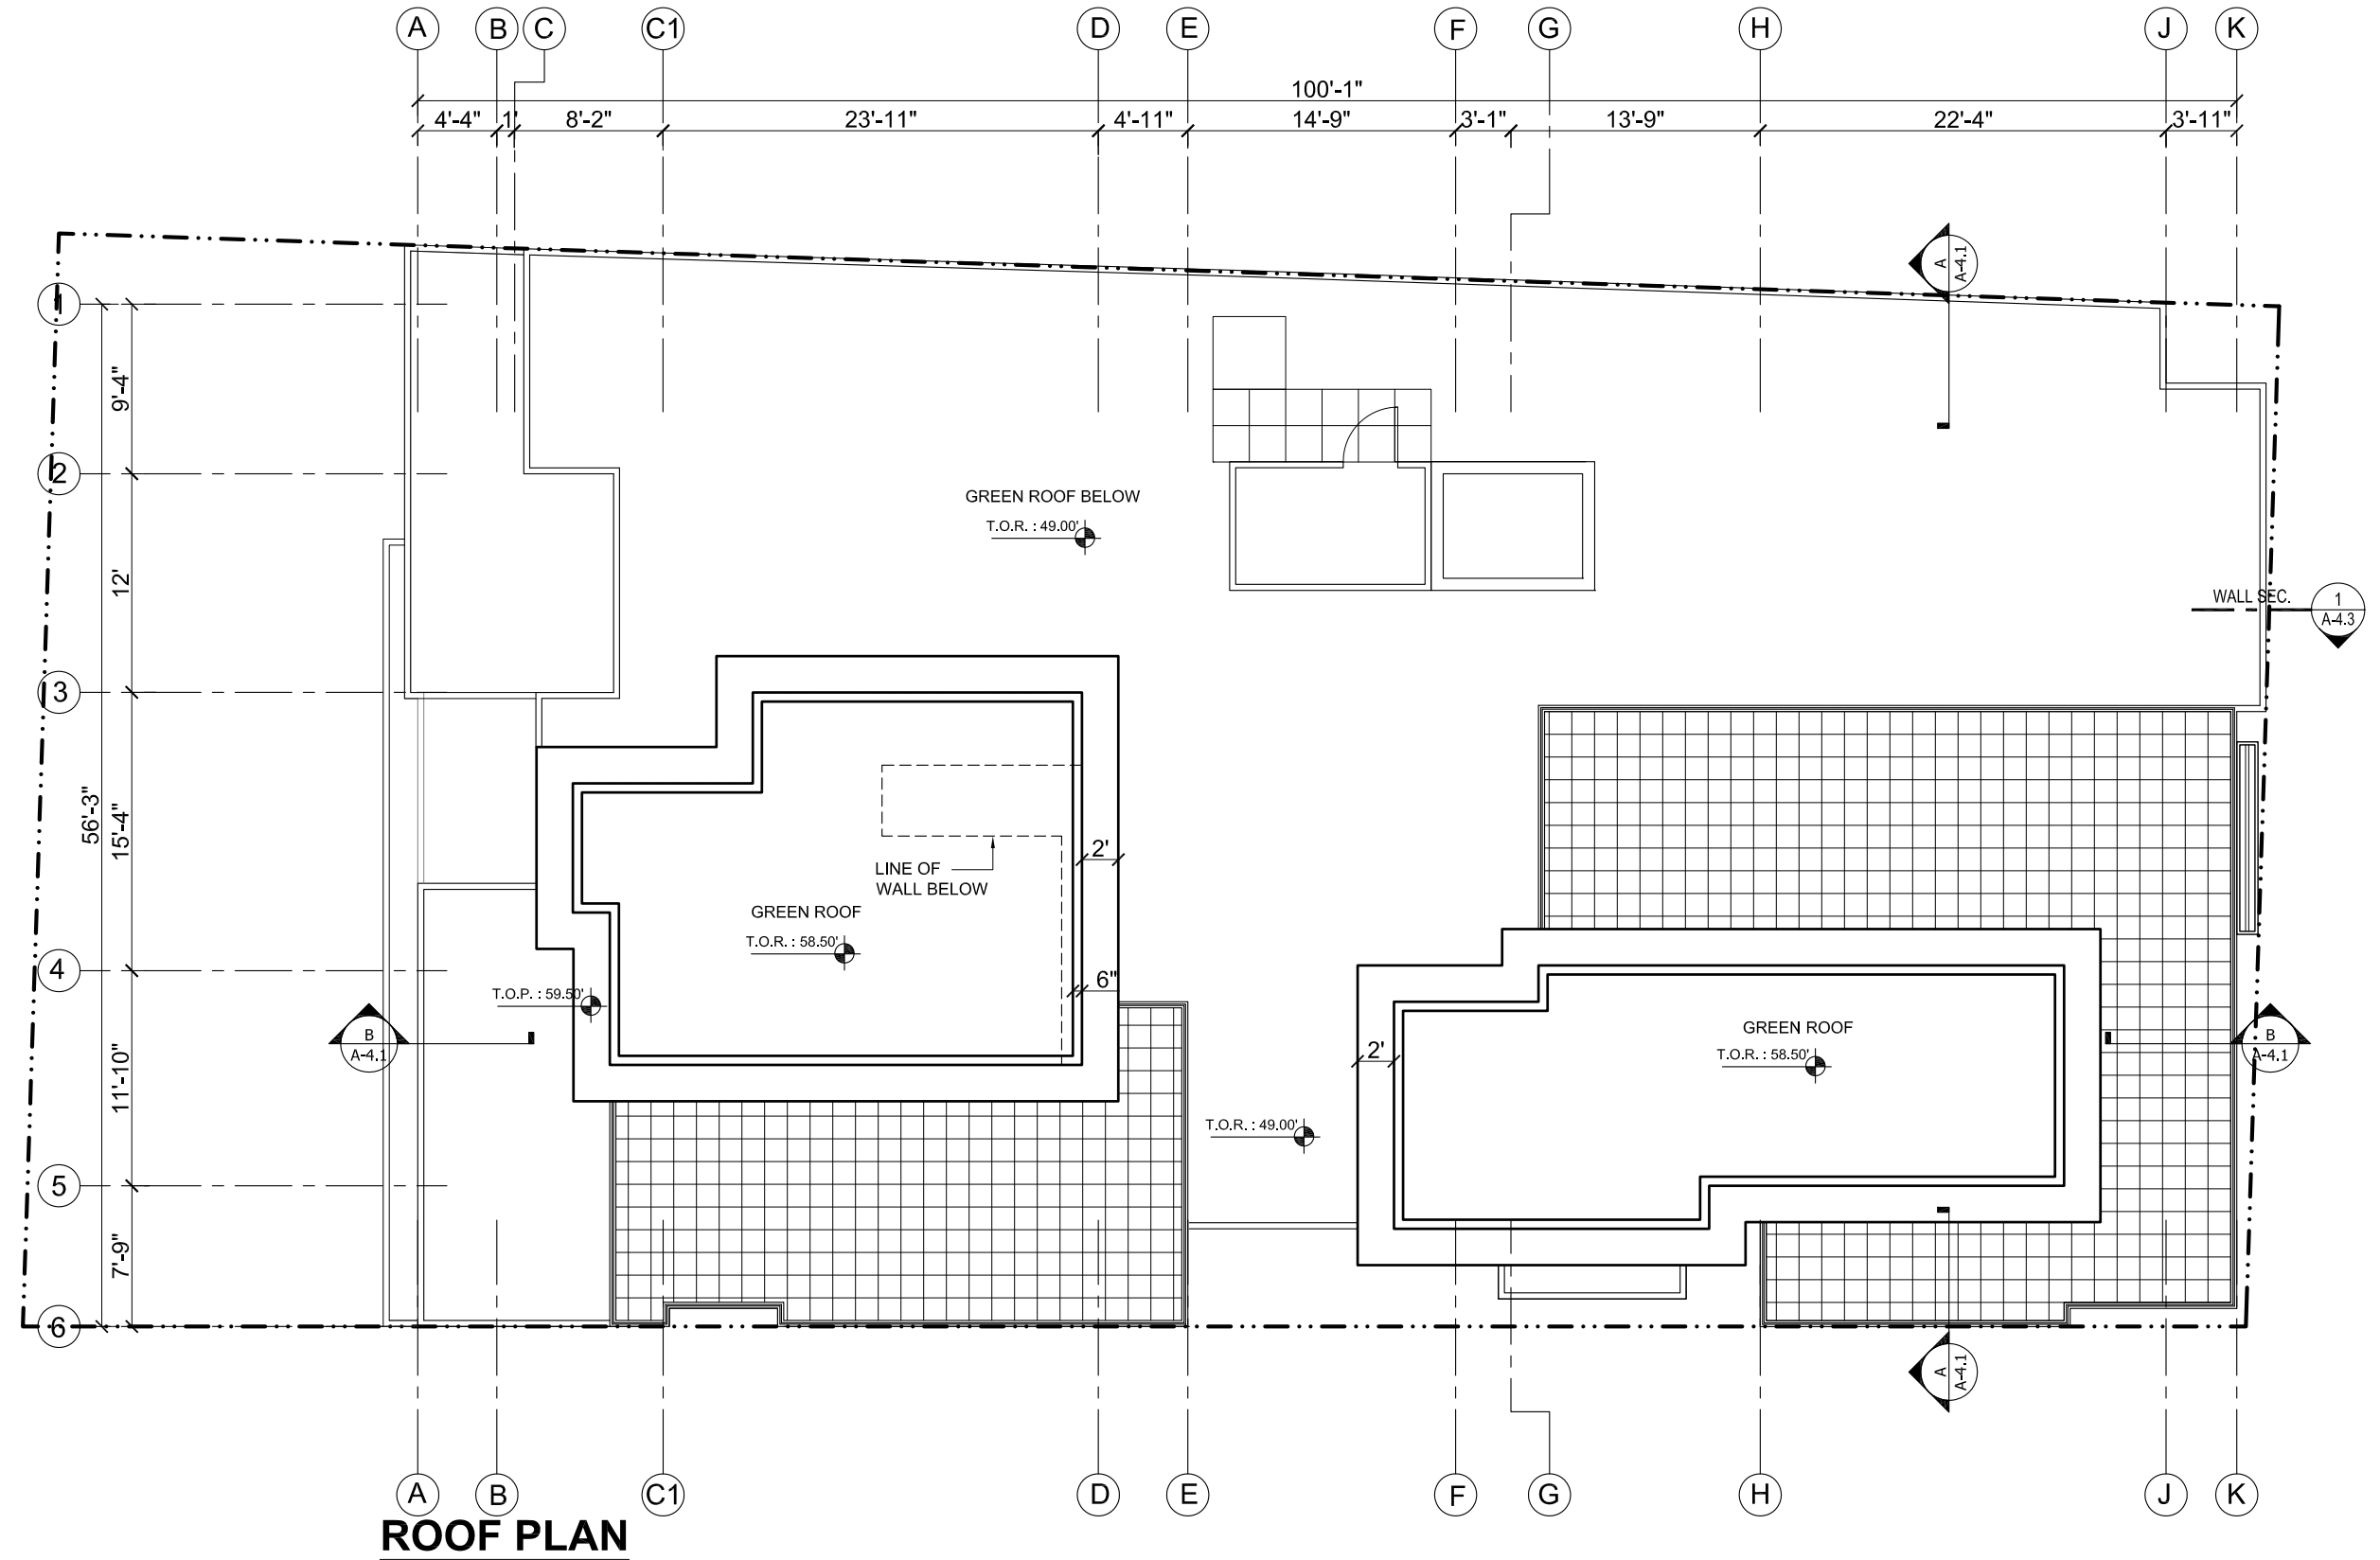 A B C C1 D E F G H J K
100'-1"
4'-4" 1' 8'-2" 23'-11" 4'-11" 14'-9" 3'-1" 13'-9" 22'-4" 3'-11"
A
A-4.1
1
9'-4"
2
GREEN ROOF BELOW
T.O.R. : 49.00'
12'
WALL SEC.
1
A-4.3
3
56'-3"
15'-4"
2'
LINE OF
WALL BELOW
GREEN ROOF
T.O.R. : 58.50'
4
6"
T.O.P. : 59.50'
B
A-4.1
GREEN ROOF
T.O.R. : 58.50'
B
A-4.1
2'
11'-10"
T.O.R. : 49.00'
5
7'-9"
6
A
A-4.1
A B C1 D E F G H J K
ROOF PLAN